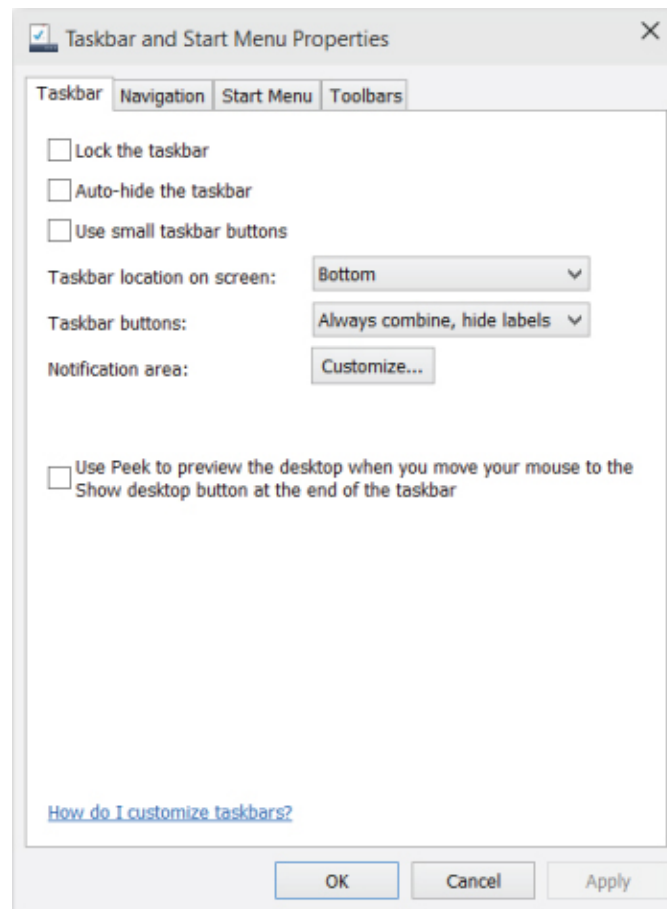 Taskbar and Start Menu Properties
Taskbar Navigation Start Menu Toolbars
Lock the taskbar
Auto-hide the taskbar
Use small taskbar buttons
Taskbar location on screen: Bottom
Taskbar buttons: Always combine, hide labels
Notification area: Customize...
Use Peek to preview the desktop when you move your mouse to the
Show desktop button at the end of the taskbar
How do I customize taskbars?
OK Cancel Apply